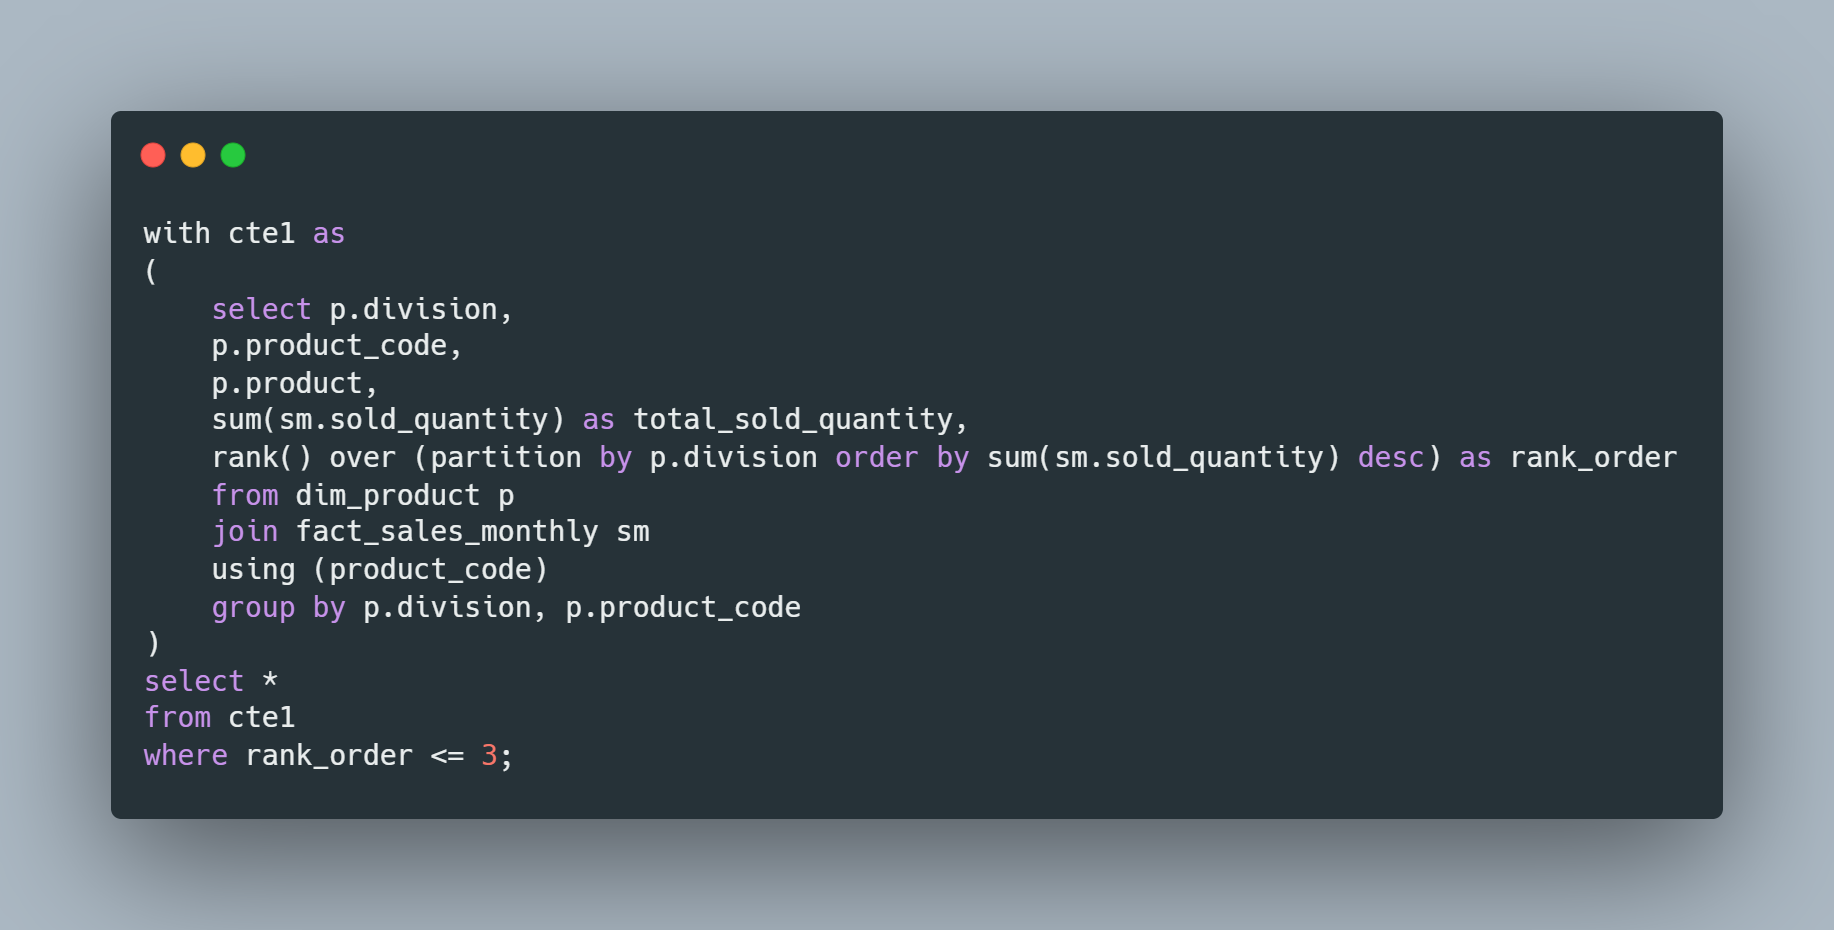 with cte1 as
(
    select p.division,
    p.product_code,
    p.product,
    sum(sm.sold_quantity) as total_sold_quantity,
    rank() over (partition by p.division order by sum(sm.sold_quantity) desc) as rank_order
    from dim_product p
    join fact_sales_monthly sm
    using (product_code)
    group by p.division, p.product_code
)
select *
from cte1
where rank_order <= 3;